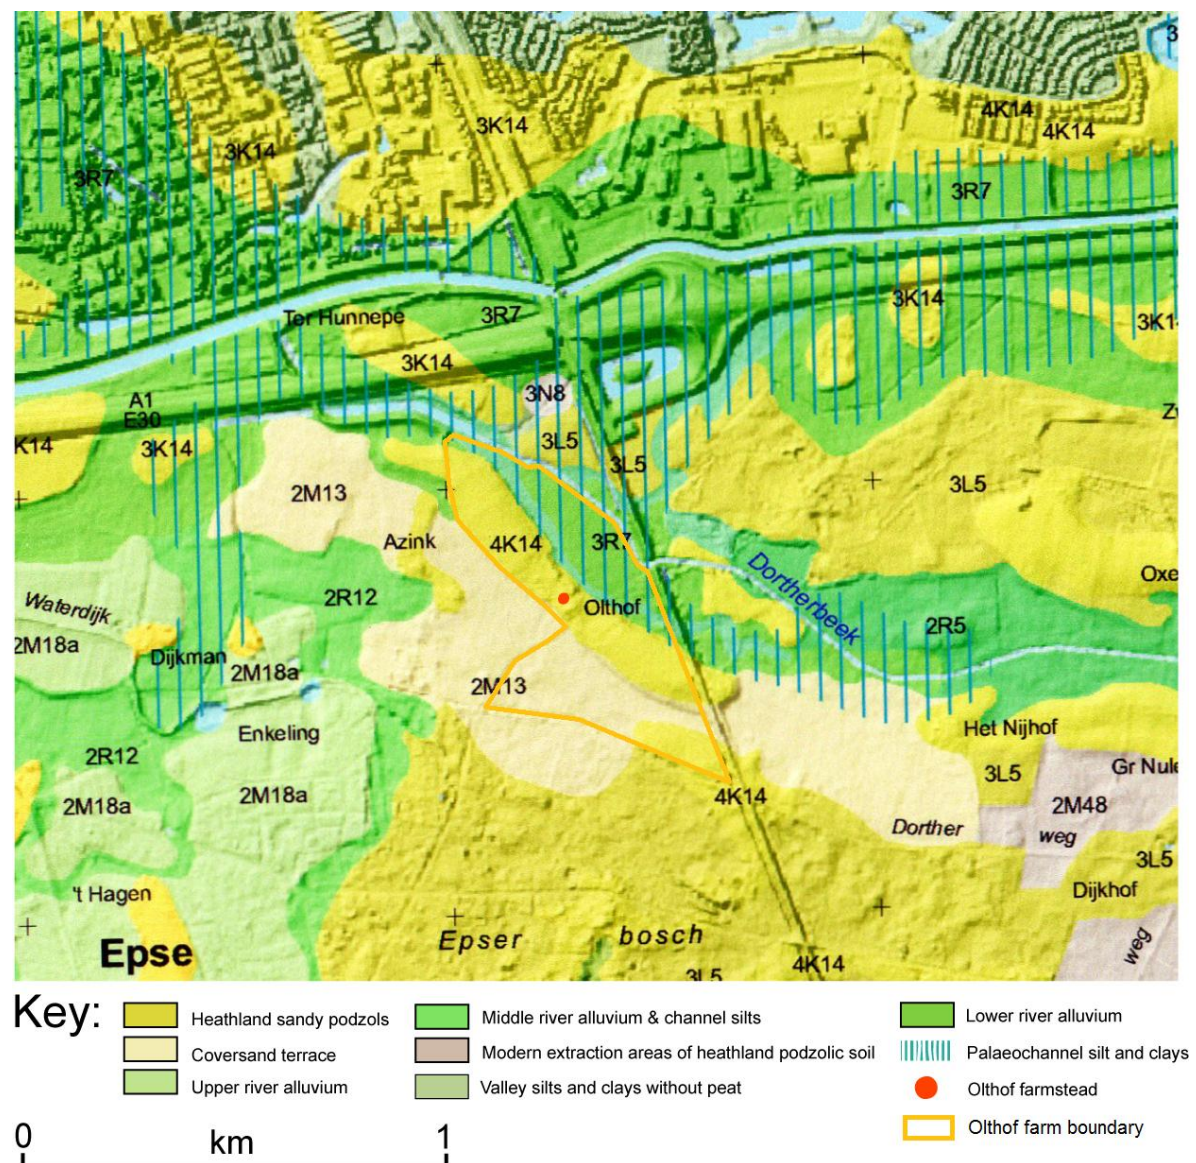 3
4K14
3K14
4K14
3K14
3R7
3R7
3K14
Ter Hunnepe
3R7
3K1
3K14
3N8
A1
E30
K14
3K14
3L5
3L5
2M13
3L5
Azink
4K14
3R7
Dortherbeek
Oxe
Waterdijk
2R12
Olthof
2R5
2M18a
Dijkman
2M18a
2M13
Enkeling
Het Nijhof
2R12
3L5
Gr Nule
2M18a
2M18a
4K14
2M48
Dorther
weg
3L5
't Hagen
Dijkhof
Epse
Epser bosch
weg
4K14
3L5
Key:
Heathland sandy podzols
Coversand terrace
Upper river alluvium
Middle river alluvium & channel silts
Modern extraction areas of heathland podzolic soil
Valley silts and clays without peat
Lower river alluvium
Palaeochannel silt and clays
Olthof farmstead
Olthof farm boundary
0 km 1